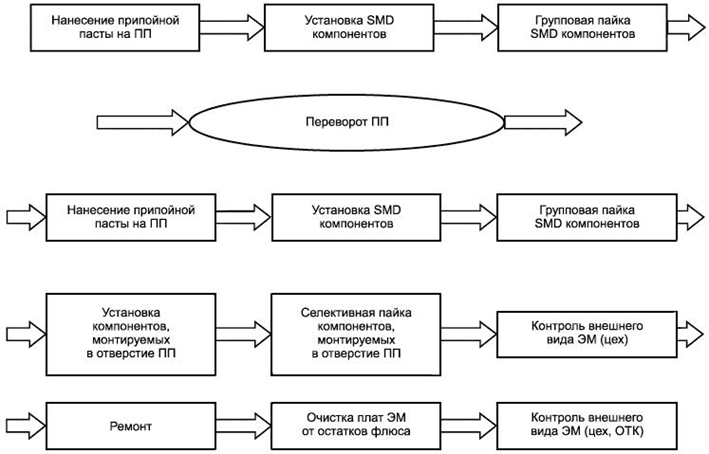 Нанесение припойной
пасты на ПП
Установка SMD
компонентов
Групповая пайка
SMD компонентов
Переворот ПП
Нанесение припойной
пасты на ПП
Установка SMD
компонентов
Групповая пайка
SMD компонентов
Установка
компонентов,
монтируемых
в отверстие ПП
Селективная пайка
компонентов,
монтируемых
в отверстие ПП
Контроль внешнего
вида ЭМ (цех)
Ремонт
Очистка плат ЭМ
от остатков флюса
Контроль внешнего
вида ЭМ (цех, ОТК)